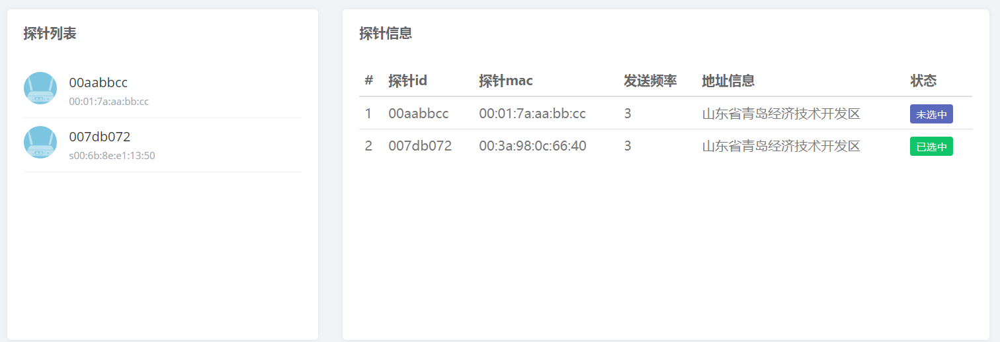 探针列表
00aabbcc
00:01:7a:aa:bb:cc
007db072
s00:6b:8e:e1:13:50
探针信息
# 探针id 探针mac 发送频率 地址信息 状态
1 00aabbcc 00:01:7a:aa:bb:cc 3 山东省青岛经济技术开发区 未选中
2 007db072 00:3a:98:0c:66:40 3 山东省青岛经济技术开发区 已选中